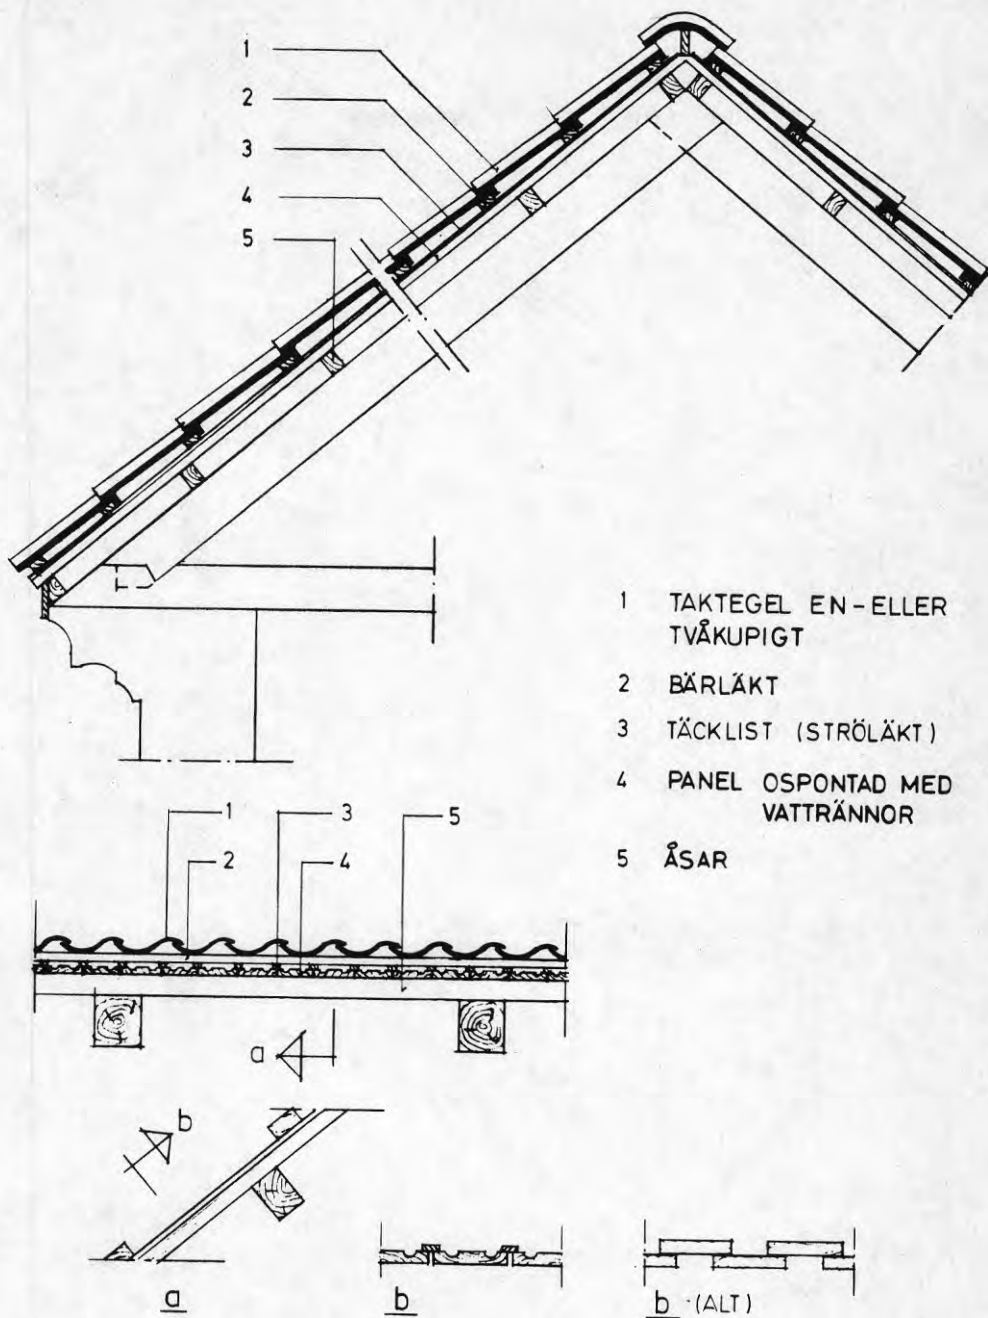 1
2
3
4
5
1 TAKTEGEL EN-ELLER
TVÅKUPIGT
2 BÄRLÄKT
3 TÄCKLIST (STRÖLÄKT)
4 PANEL OSPONTAD MED
VATTRÄNNOR
5 ÅSAR
1 3 5
2 4
a
b
a
b
b (ALT)